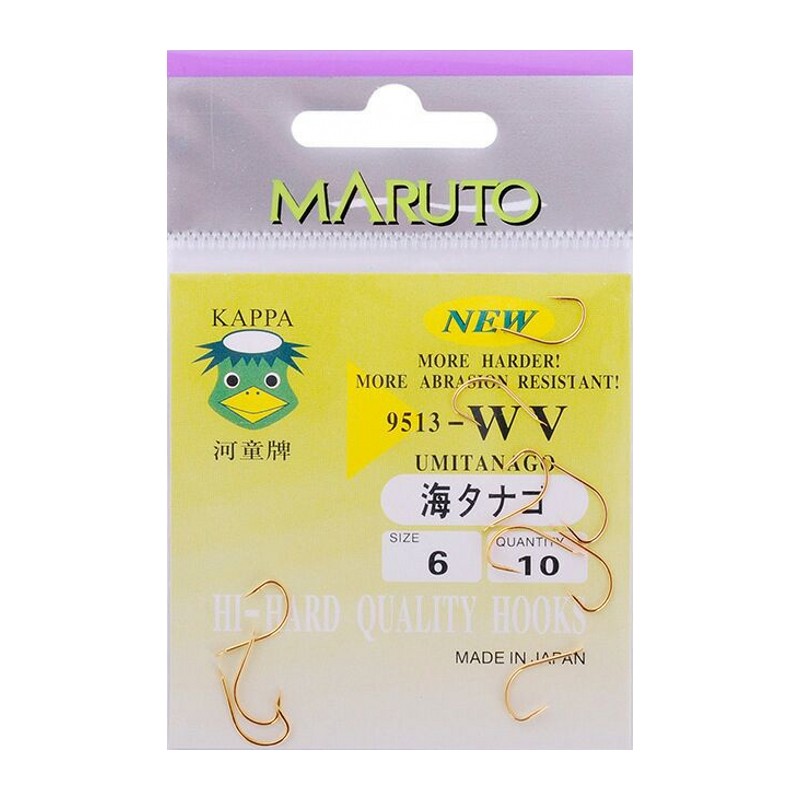 MARUTO
KAPPA
河童牌
NEW
MORE HARDER!
MORE ABRASION RESISTANT!
9513-WV
UMITANAGO
海タナゴ
SIZE
6
QUANTITY
10
HI-HARD QUALITY HOOKS
MADE IN JAPAN